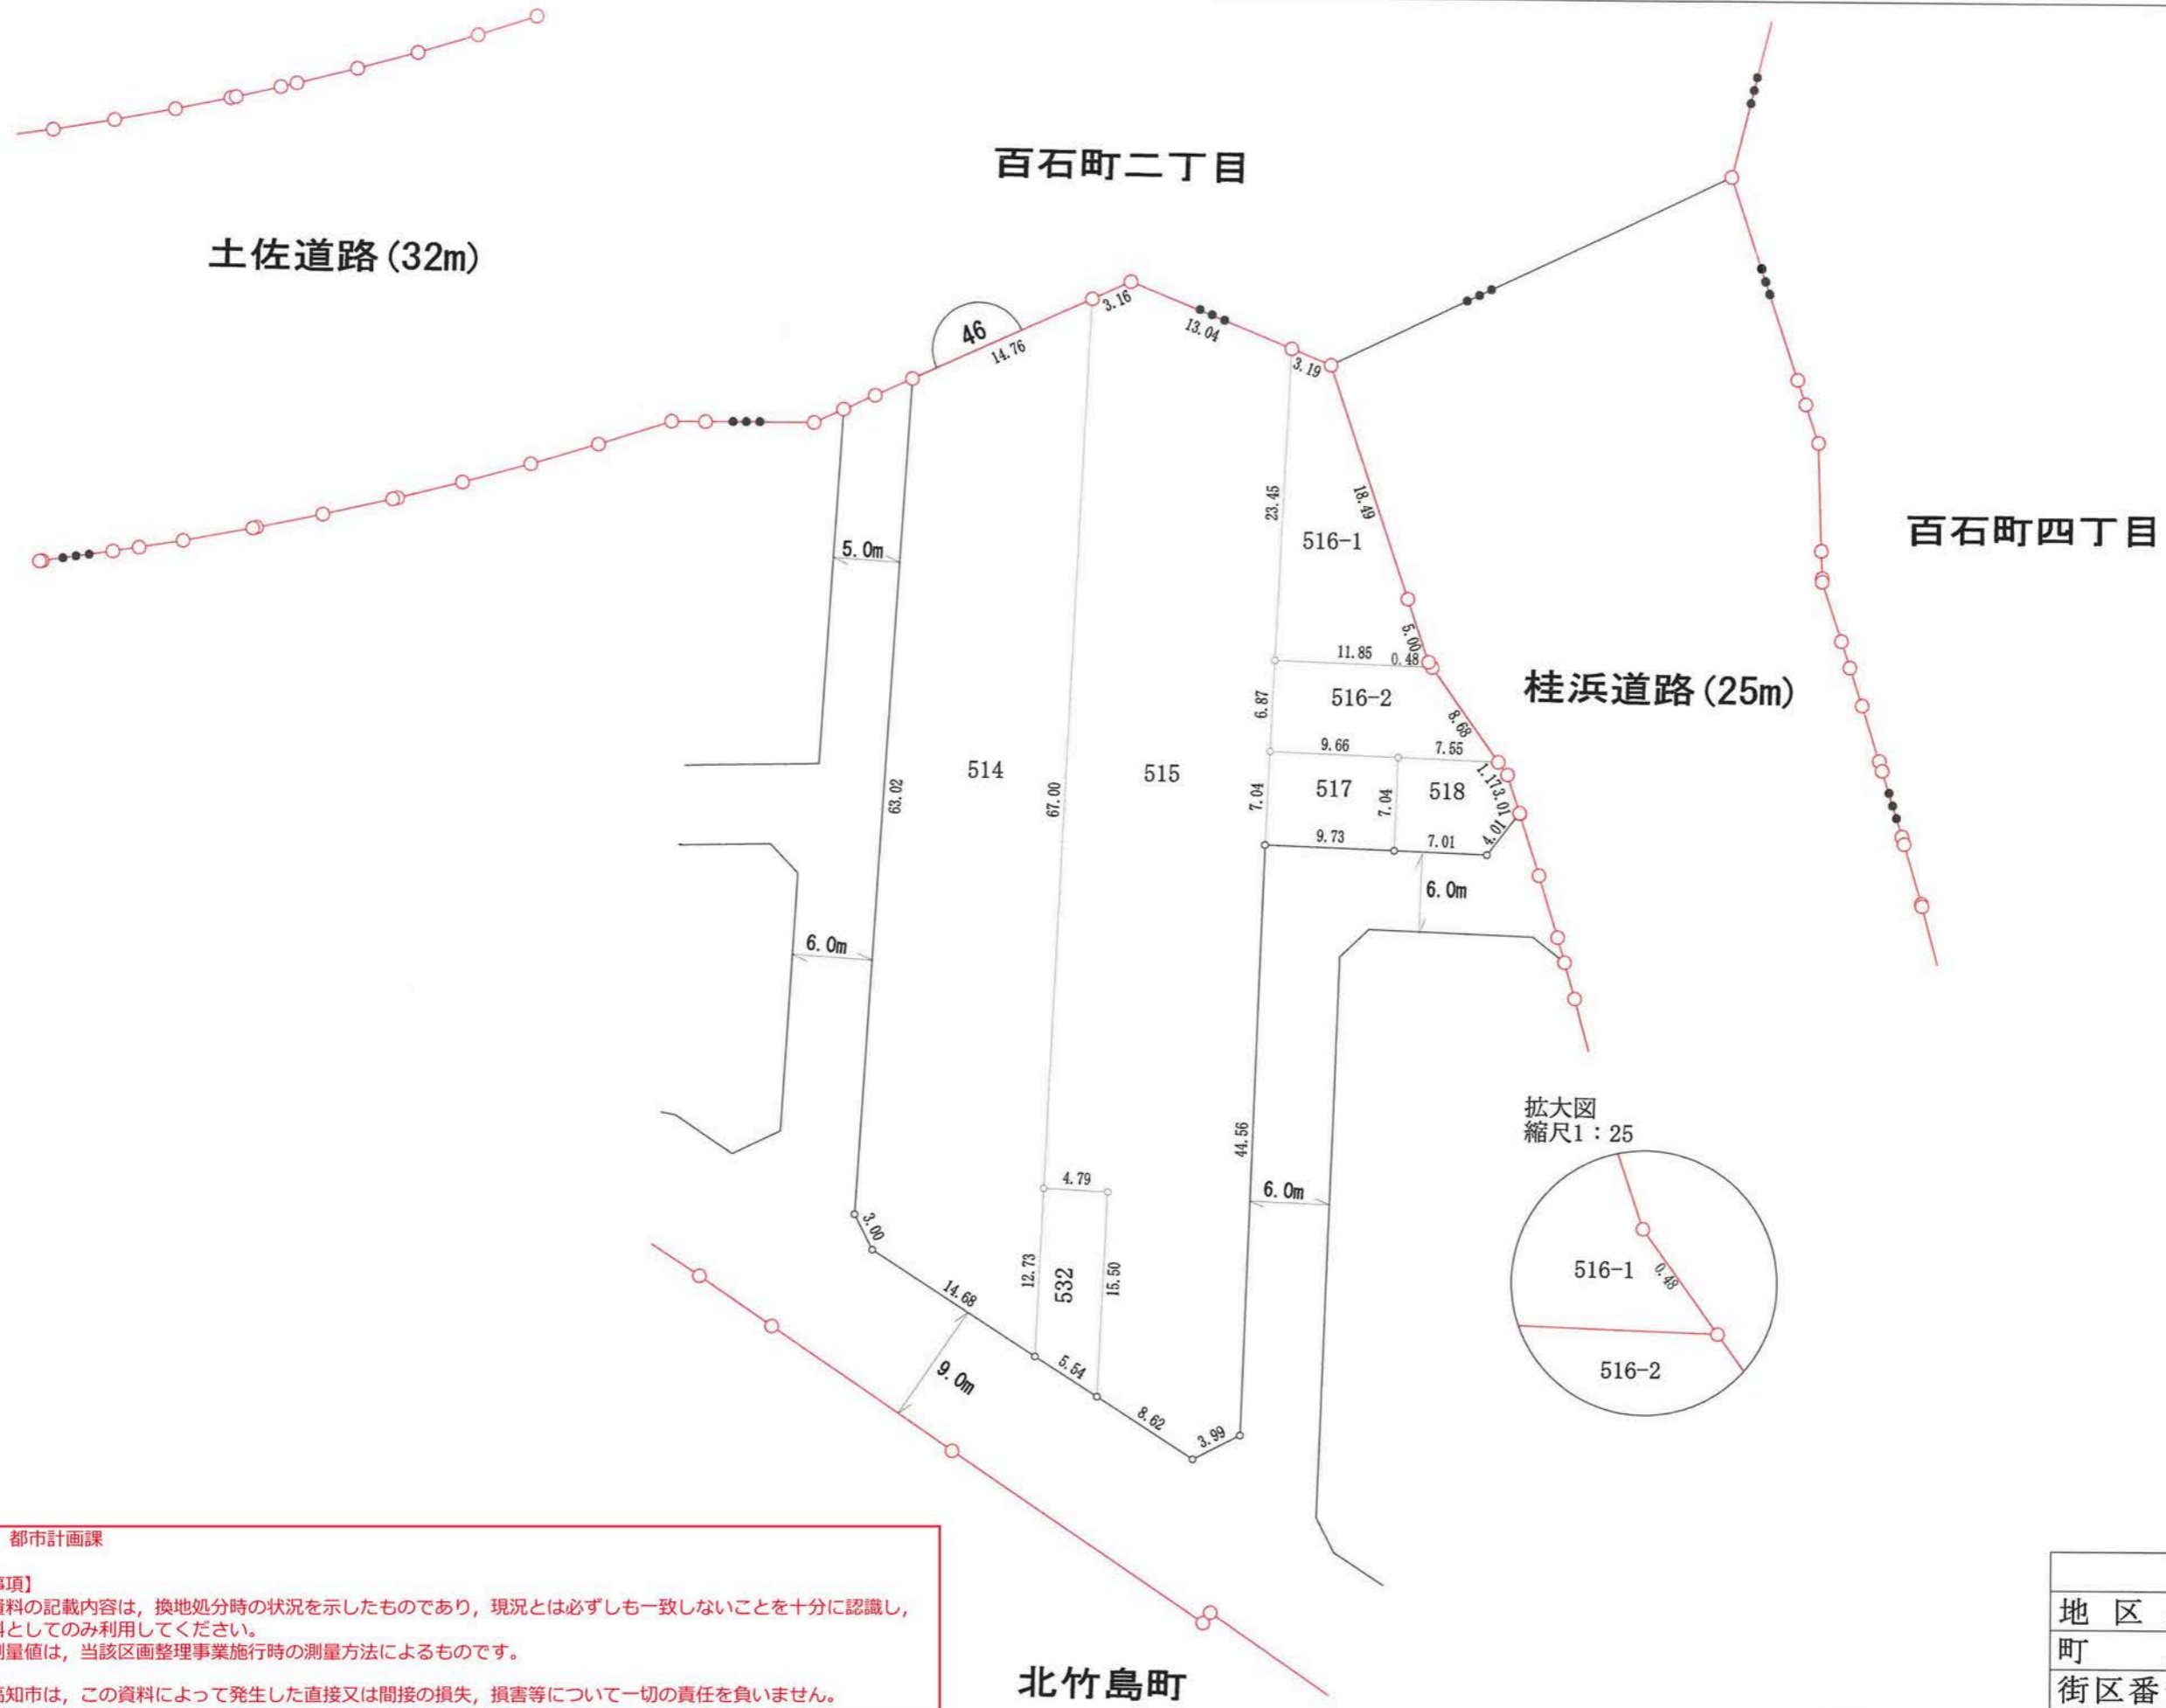 百石町二丁目
土佐道路(32m)
46
14.76
3.16
13.04
3.19
5.0m
23.45
18.49
516-1
百石町四丁目
5.00
11.85
0.48
桂浜道路(25m)
516-2
6.87
8.68
9.66
7.55
514
515
517
518
1.17
3.01
63.02
67.00
7.04
7.04
4.01
9.73
7.01
6.0m
6.0m
拡大図
縮尺1：25
44.56
4.79
6.0m
3.00
12.73
532
15.50
516-1
0.48
14.68
5.54
9.0m
516-2
8.62
3.99
都市計画課
事項】
資料の記載内容は，換地処分時の状況を示したものであり，現況とは必ずしも一致しないことを十分に認識し，
料としてのみ利用してください。
測量値は，当該区画整理事業施行時の測量方法によるものです。
高知市は，この資料によって発生した直接又は間接の損失，損害等について一切の責任を負いません。
北竹島町
地区
町
街区番